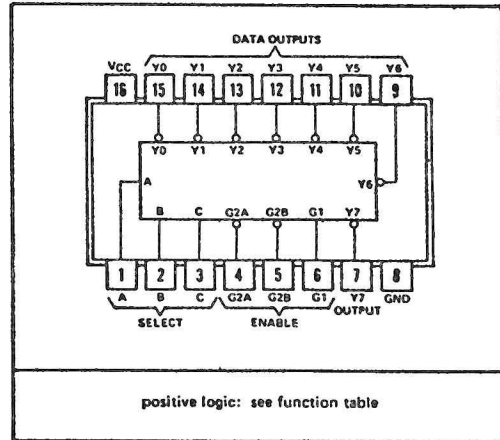 DATA OUTPUTS
VCC Y0 Y1 Y2 Y3 Y4 Y5 Y6
16 15 14 13 12 11 10 9
Y0 Y1 Y2 Y3 Y4 Y5
A Y6
B C G2A G2B G1 Y7
1 2 3 4 5 6 7 8
A B C G2A G2B G1 Y7 GND
SELECT ENABLE OUTPUT
positive logic: see function table